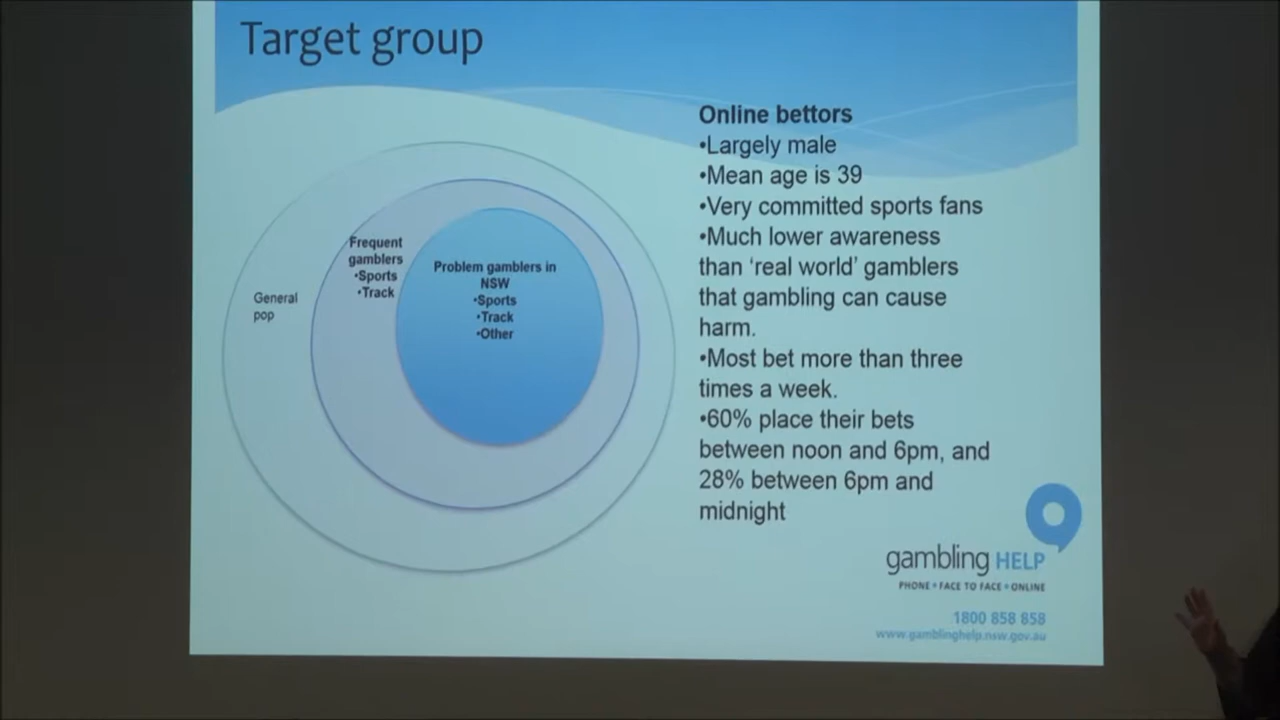 Target group
General
pop
Frequent
gamblers
•Sports
•Track
Problem gamblers in
NSW
•Sports
•Track
•Other
Online bettors
•Largely male
•Mean age is 39
•Very committed sports fans
•Much lower awareness
than ‘real world’ gamblers
that gambling can cause
harm.
•Most bet more than three
times a week.
•60% place their bets
between noon and 6pm, and
28% between 6pm and
midnight
gambling HELP
PHONE • FACE TO FACE • ONLINE
1800 858 858
www.gamblinghelp.nsw.gov.au